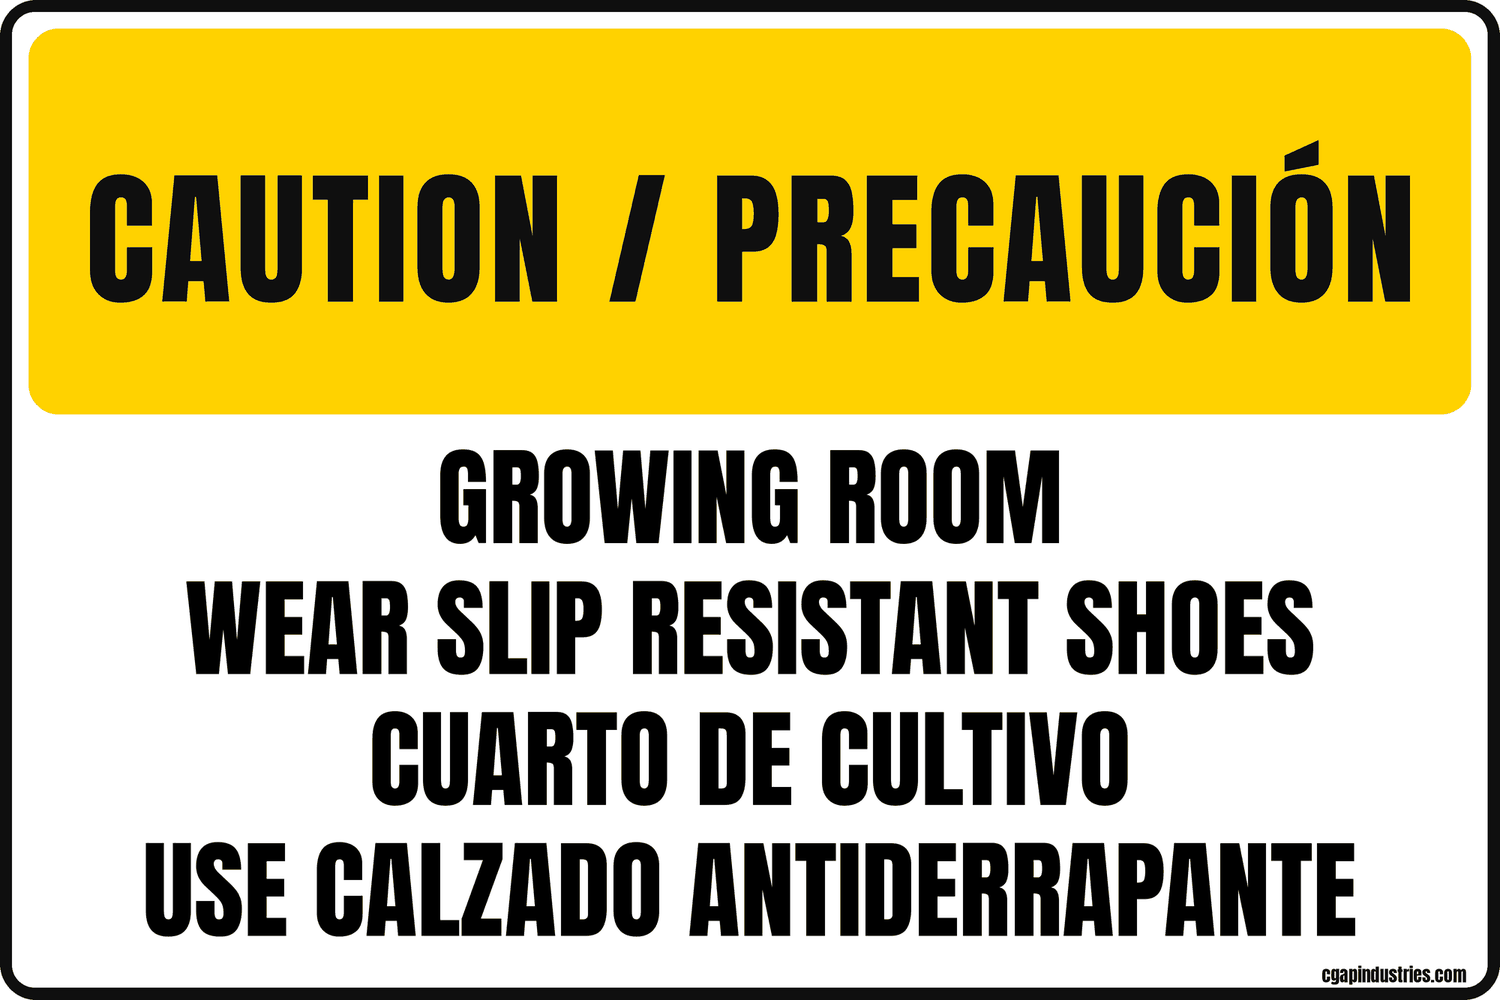 CAUTION / PRECAUCIÓN
GROWING ROOM
WEAR SLIP RESISTANT SHOES
CUARTO DE CULTIVO
USE CALZADO ANTIDERRAPANTE
cgapindustries.com